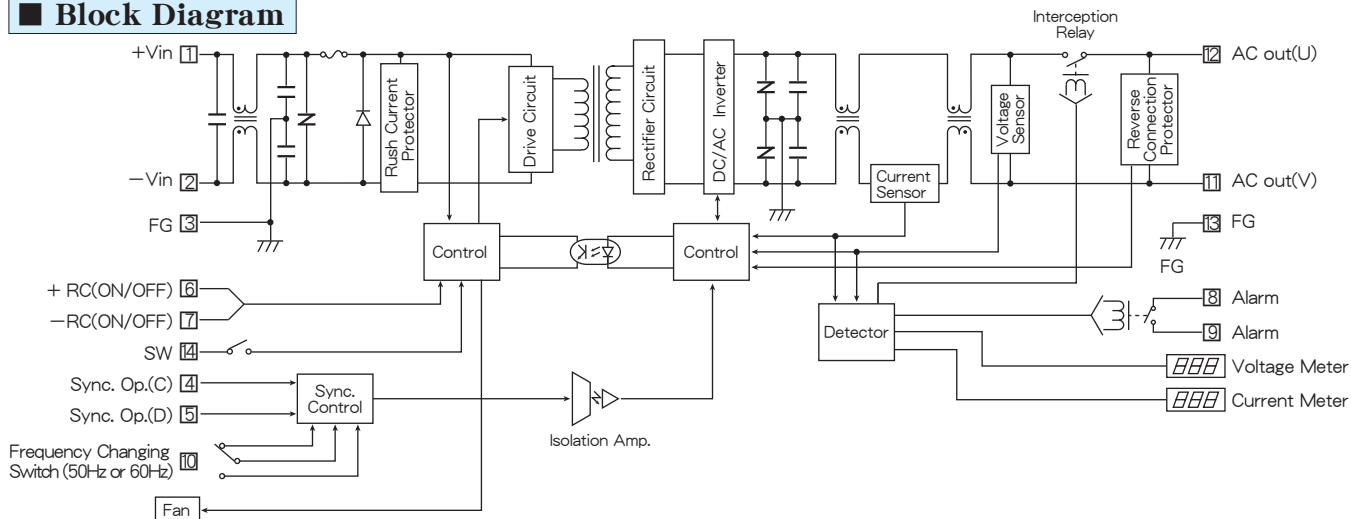 ■ Block Diagram
Interception
Relay
+Vin 1
12 AC out(U)
Rush Current
Protector
Drive Circuit
Rectifier Circuit
DC/AC Inverter
Voltage
Sensor
Reverse
Connection
Protector
−Vin 2
Current
Sensor
11 AC out(V)
FG 3
13 FG
FG
Control
Control
+ RC(ON/OFF) 6
−RC(ON/OFF) 7
8 Alarm
9 Alarm
Detector
SW 14
Voltage Meter
Sync. Op.(C) 4
Sync.
Control
Sync. Op.(D) 5
Current Meter
Isolation Amp.
Frequency Changing
Switch (50Hz or 60Hz) 10
Fan